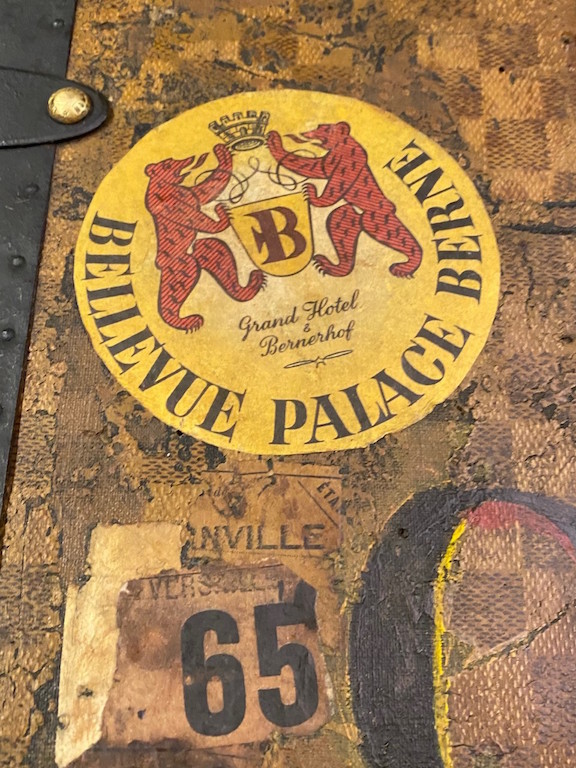 BELLEVUE PALACE BERNE
B
Grand Hotel
&
Bernerhof
NVILLE
65